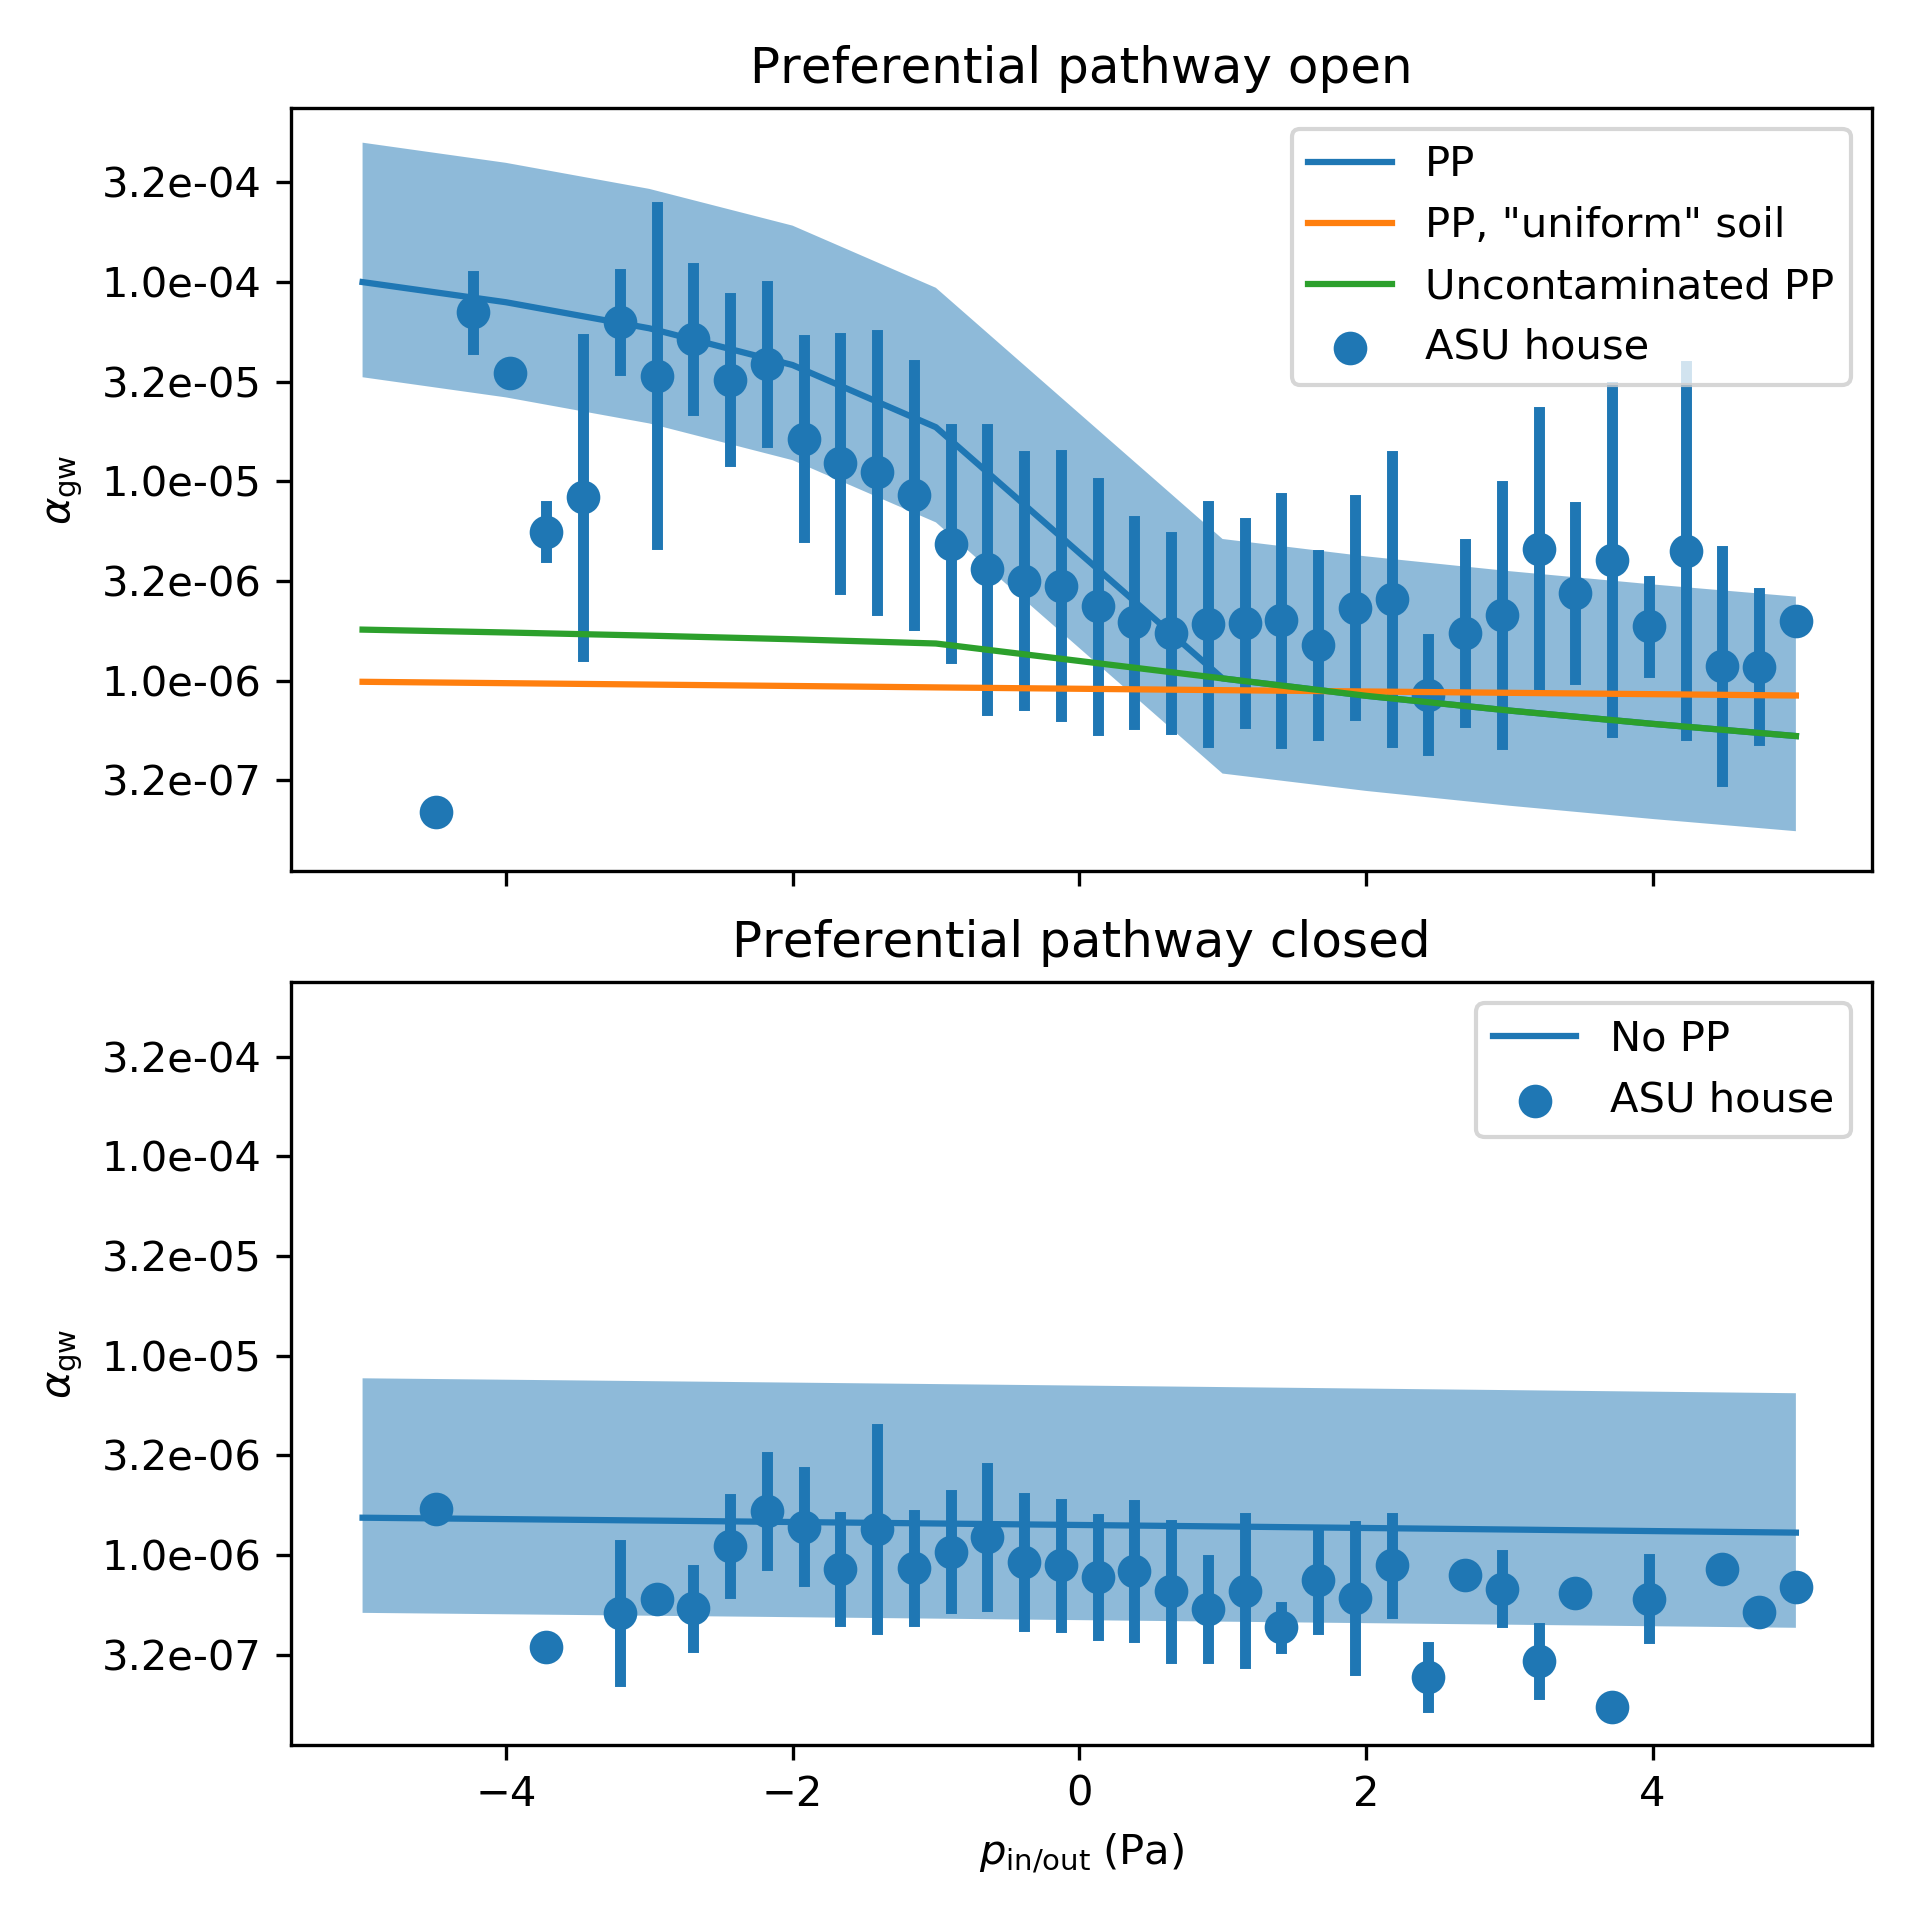 Preferential pathway open
3.2e-04
1.0e-04
3.2e-05
1.0e-05
3.2e-06
1.0e-06
3.2e-07
αgw
PP
PP, "uniform" soil
Uncontaminated PP
ASU house
Preferential pathway closed
3.2e-04
1.0e-04
3.2e-05
1.0e-05
3.2e-06
1.0e-06
3.2e-07
αgw
No PP
ASU house
−4 −2 0 2 4
pin/out (Pa)